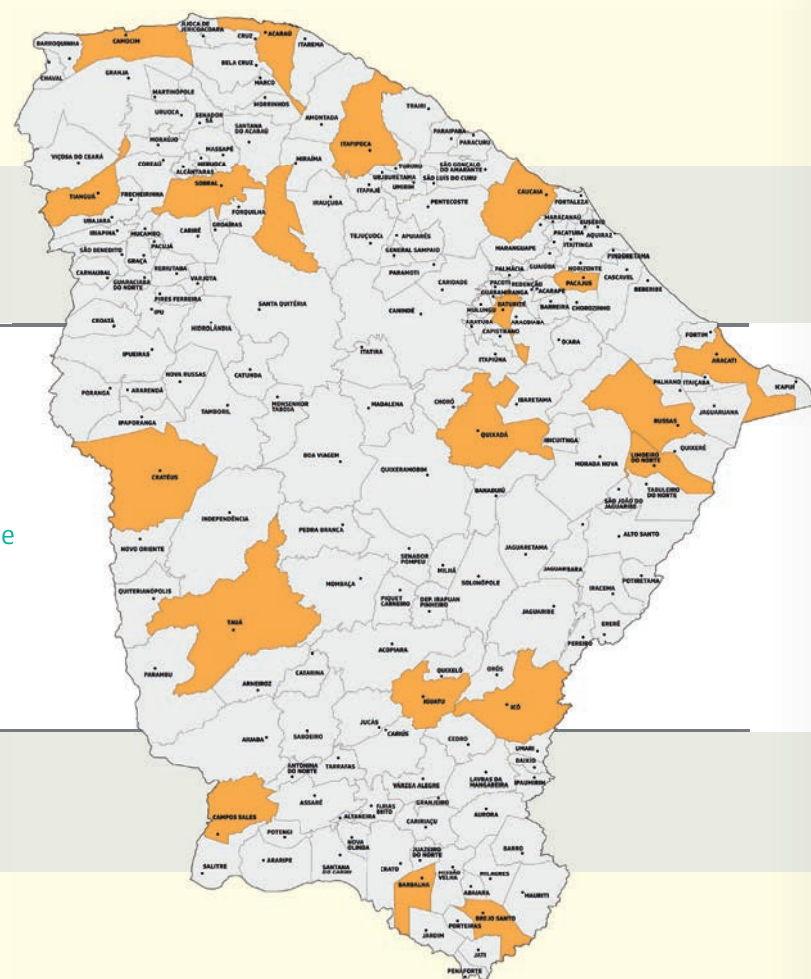 JIJOCA DE
JERICOACOARA
BARROQUINHA
CAMOCIM
CRUZ
ACARAÚ
ITAREMA
CHAVAL
GRANJA
BELA CRUZ
MARCO
MARTINÓPOLE
MORRINHOS
URUOCA
SENADOR
SÁ
SANTANA
DO ACARAÚ
AMONTADA
TRAIRI
MORAÚJO
ITAPIPOCA
PARAIPABA
PARACURU
MASSAPÊ
VIÇOSA DO CEARÁ
COREAÚ
MERUOCA
ALCÂNTARAS
MIRAÍMA
TURURU
URUBURETAMA
UMIRIM
SÃO GONÇALO
DO AMARANTE
SÃO LUIS DO CURU
ITAPAJÉ
TIANGUÁ
FRECHEIRINHA
SOBRAL
IRAUÇUBA
PENTECOSTE
CAUCAIA
FORTALEZA
UBAJARA
FORQUILHA
MARACANAÚ
EUSÉBIO
IBIAPINA
MUCAMBO
CARIRÉ
GROAÍRAS
TEJUÇUOCA
APUIARÉS
PACATUBA
AQUIRAZ
SÃO BENEDITO
PACUJÁ
GENERAL SAMPAIO
MARANGUAPE
ITAITINGA
GRAÇA
PINDORETAMA
CARNAUBAL
RERIUTABA
PARAMOTI
PALMÁCIA
GUAIÚBA
HORIZONTE
GUARACIABA
DO NORTE
VARJOTA
CARIDADE
PACOTI
REDENÇÃO
PACAJUS
CASCAVEL
GUARAMIRANGA
ACARAPE
BEBERIBE
PIRES FERREIRA
SANTA QUITÉRIA
CANINDÉ
MULUNGU
BATURITÉ
BARREIRA
CHOROZINHO
CROATÁ
IPU
HIDROLÂNDIA
ARATUBA
ARACOIABA
CAPISTRANO
OCARA
FORTIM
IPUEIRAS
ITATIRA
ITAPIÚNA
ARACATI
NOVA RUSSAS
CATUNDA
PORANGA
ARARENDÁ
MONSENHOR
TABOSA
MADALENA
CHORÓ
IBARETAMA
PALHANO
ITAIÇABA
ICAPUÍ
TAMBORIL
JAGUARUANA
IPAPORANGA
QUIXADÁ
IBICUITINGA
RUSSAS
BOA VIAGEM
LIMOEIRO
DO NORTE
QUIXERÉ
CRATEÚS
QUIXERAMOBIM
MORADA NOVA
BANABUIÚ
TABULEIRO
DO NORTE
SÃO JOÃO DO
JAGUARIBE
INDEPENDÊNCIA
PEDRA BRANCA
ALTO SANTO
e
NOVO ORIENTE
SENADOR
POMPEU
JAGUARETAMA
MILHÃ
JAGUARIBARA
MOMBAÇA
SOLONÓPOLE
POTIRETAMA
QUITERIANÓPOLIS
PIQUET
CARNEIRO
DEP. IRAPUAN
PINHEIRO
IRACEMA
JAGUARIBE
TAUÁ
ERERÊ
PEREIRO
ACOPIARA
PARAMBU
CATARINA
QUIXELÔ
ORÓS
ARNEIROZ
IGUATU
ICÓ
JUCÁS
CARIÚS
AIUABA
SABOEIRO
CEDRO
UMARI
BAIXIO
ANTONINA
DO NORTE
TARRAFAS
IPAUMIRIM
VÁRZEA ALEGRE
LAVRAS DA
MANGABEIRA
ASSARÉ
FARIAS
BRITO
GRANJEIRO
CAMPOS SALES
ALTANEIRA
AURORA
CARIRIAÇU
POTENGI
NOVA
OLINDA
JUAZEIRO
DO NORTE
BARRO
SALITRE
ARARIPE
SANTANA
DO CARIRI
CRATO
MISSÃO
VELHA
MILAGRES
BARBALHA
ABAIARA
MAURITI
BREJO SANTO
PORTEIRAS
JARDIM
JATI
PENAFORTE